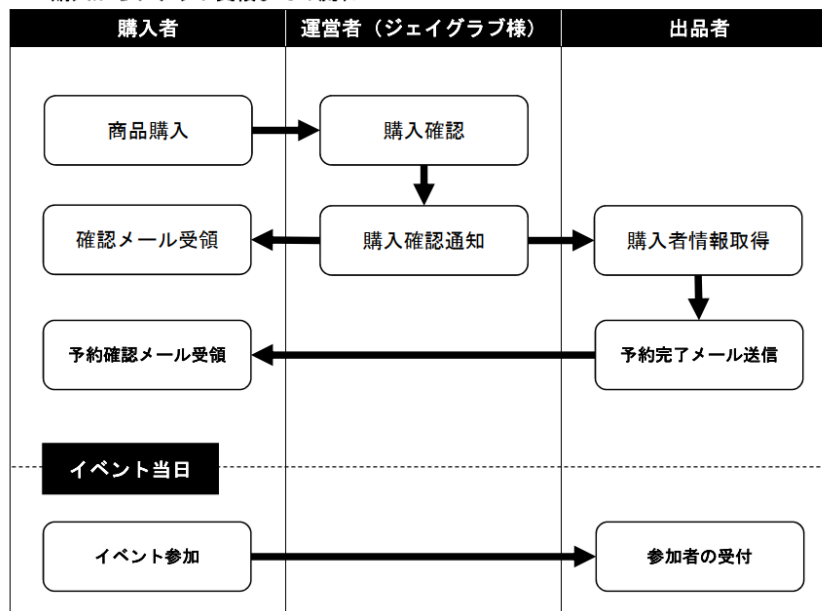 購入者 運営者（ジェイグラブ様） 出品者
商品購入 購入確認
確認メール受領 購入確認通知 購入者情報取得
予約確認メール受領 予約完了メール送信
イベント当日
イベント参加 参加者の受付